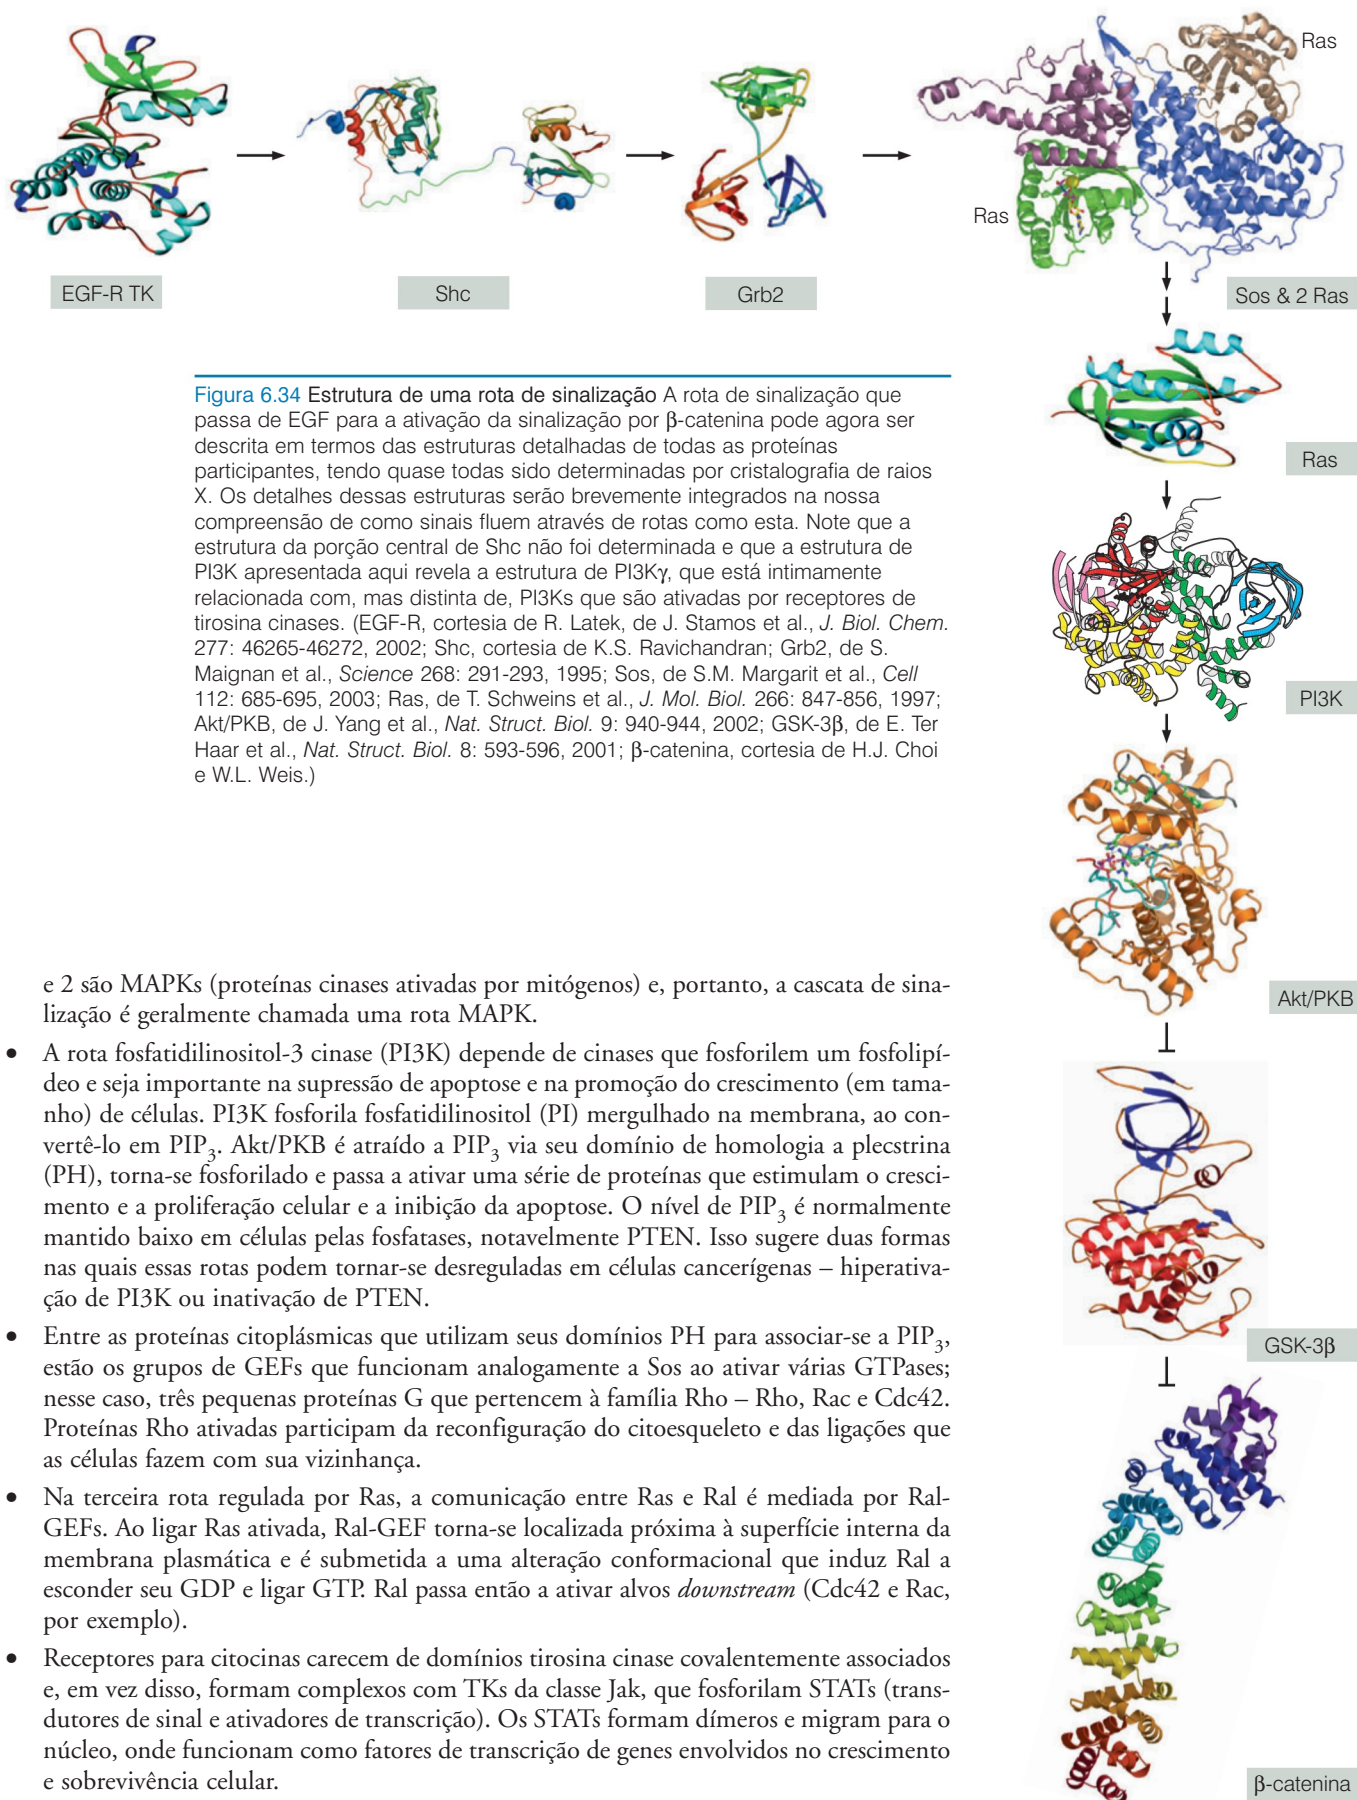 Ras
Ras
EGF-R TK
Shc
Grb2
Sos & 2 Ras
Figura 6.34 Estrutura de uma rota de sinalização A rota de sinalização que
passa de EGF para a ativação da sinalização por β-catenina pode agora ser
descrita em termos das estruturas detalhadas de todas as proteínas
participantes, tendo quase todas sido determinadas por cristalografia de raios
X. Os detalhes dessas estruturas serão brevemente integrados na nossa
compreensão de como sinais fluem através de rotas como esta. Note que a
estrutura da porção central de Shc não foi determinada e que a estrutura de
PI3K apresentada aqui revela a estrutura de PI3Kγ, que está intimamente
relacionada com, mas distinta de, PI3Ks que são ativadas por receptores de
tirosina cinases. (EGF-R, cortesia de R. Latek, de J. Stamos et al., J. Biol. Chem.
277: 46265-46272, 2002; Shc, cortesia de K.S. Ravichandran; Grb2, de S.
Maignan et al., Science 268: 291-293, 1995; Sos, de S.M. Margarit et al., Cell
112: 685-695, 2003; Ras, de T. Schweins et al., J. Mol. Biol. 266: 847-856, 1997;
Akt/PKB, de J. Yang et al., Nat. Struct. Biol. 9: 940-944, 2002; GSK-3β, de E. Ter
Haar et al., Nat. Struct. Biol. 8: 593-596, 2001; β-catenina, cortesia de H.J. Choi
e W.L. Weis.)
Ras
PI3K
Akt/PKB
GSK-3β
β-catenina
e 2 são MAPKs (proteínas cinases ativadas por mitógenos) e, portanto, a cascata de sina-
lização é geralmente chamada uma rota MAPK.
• A rota fosfatidilinositol-3 cinase (PI3K) depende de cinases que fosforilem um fosfolipí-
deo e seja importante na supressão de apoptose e na promoção do crescimento (em tama-
nho) de células. PI3K fosforila fosfatidilinositol (PI) mergulhado na membrana, ao con-
vertê-lo em PIP₃. Akt/PKB é atraído a PIP₃ via seu domínio de homologia a plecstrina
(PH), torna-se fosforilado e passa a ativar uma série de proteínas que estimulam o cresci-
mento e a proliferação celular e a inibição da apoptose. O nível de PIP₃ é normalmente
mantido baixo em células pelas fosfatases, notavelmente PTEN. Isso sugere duas formas
nas quais essas rotas podem tornar-se desreguladas em células cancerígenas – hiperativa-
ção de PI3K ou inativação de PTEN.
• Entre as proteínas citoplásmicas que utilizam seus domínios PH para associar-se a PIP₃,
estão os grupos de GEFs que funcionam analogamente a Sos ao ativar várias GTPases;
nesse caso, três pequenas proteínas G que pertencem à família Rho – Rho, Rac e Cdc42.
Proteínas Rho ativadas participam da reconfiguração do citoesqueleto e das ligações que
as células fazem com sua vizinhança.
• Na terceira rota regulada por Ras, a comunicação entre Ras e Ral é mediada por Ral-
GEFs. Ao ligar Ras ativada, Ral-GEF torna-se localizada próxima à superfície interna da
membrana plasmática e é submetida a uma alteração conformacional que induz Ral a
esconder seu GDP e ligar GTP. Ral passa então a ativar alvos downstream (Cdc42 e Rac,
por exemplo).
• Receptores para citocinas carecem de domínios tirosina cinase covalentemente associados
e, em vez disso, formam complexos com TKs da classe Jak, que fosforilam STATs (trans-
dutores de sinal e ativadores de transcrição). Os STATs formam dímeros e migram para o
núcleo, onde funcionam como fatores de transcrição de genes envolvidos no crescimento
e sobrevivência celular.